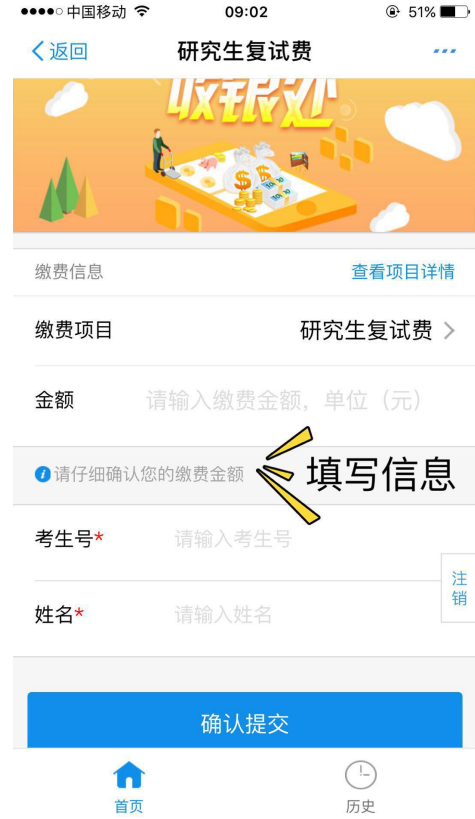 中国移动 09:02 51%
返回 研究生复试费
收银处
缴费信息 查看项目详情
缴费项目 研究生复试费
金额 请输入缴费金额，单位（元）
请仔细确认您的缴费金额
填写信息
考生号* 请输入考生号
注销
姓名* 请输入姓名
确认提交
首页 历史